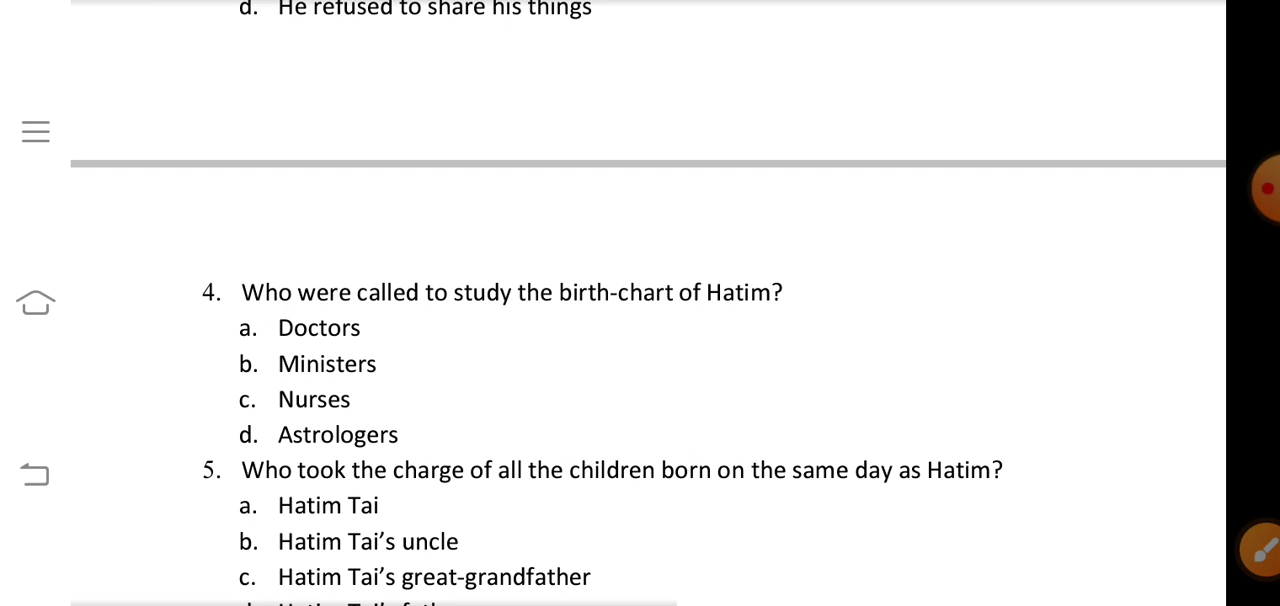 d. He refused to share his things
4. Who were called to study the birth-chart of Hatim?
a. Doctors
b. Ministers
c. Nurses
d. Astrologers
5. Who took the charge of all the children born on the same day as Hatim?
a. Hatim Tai
b. Hatim Tai’s uncle
c. Hatim Tai’s great-grandfather